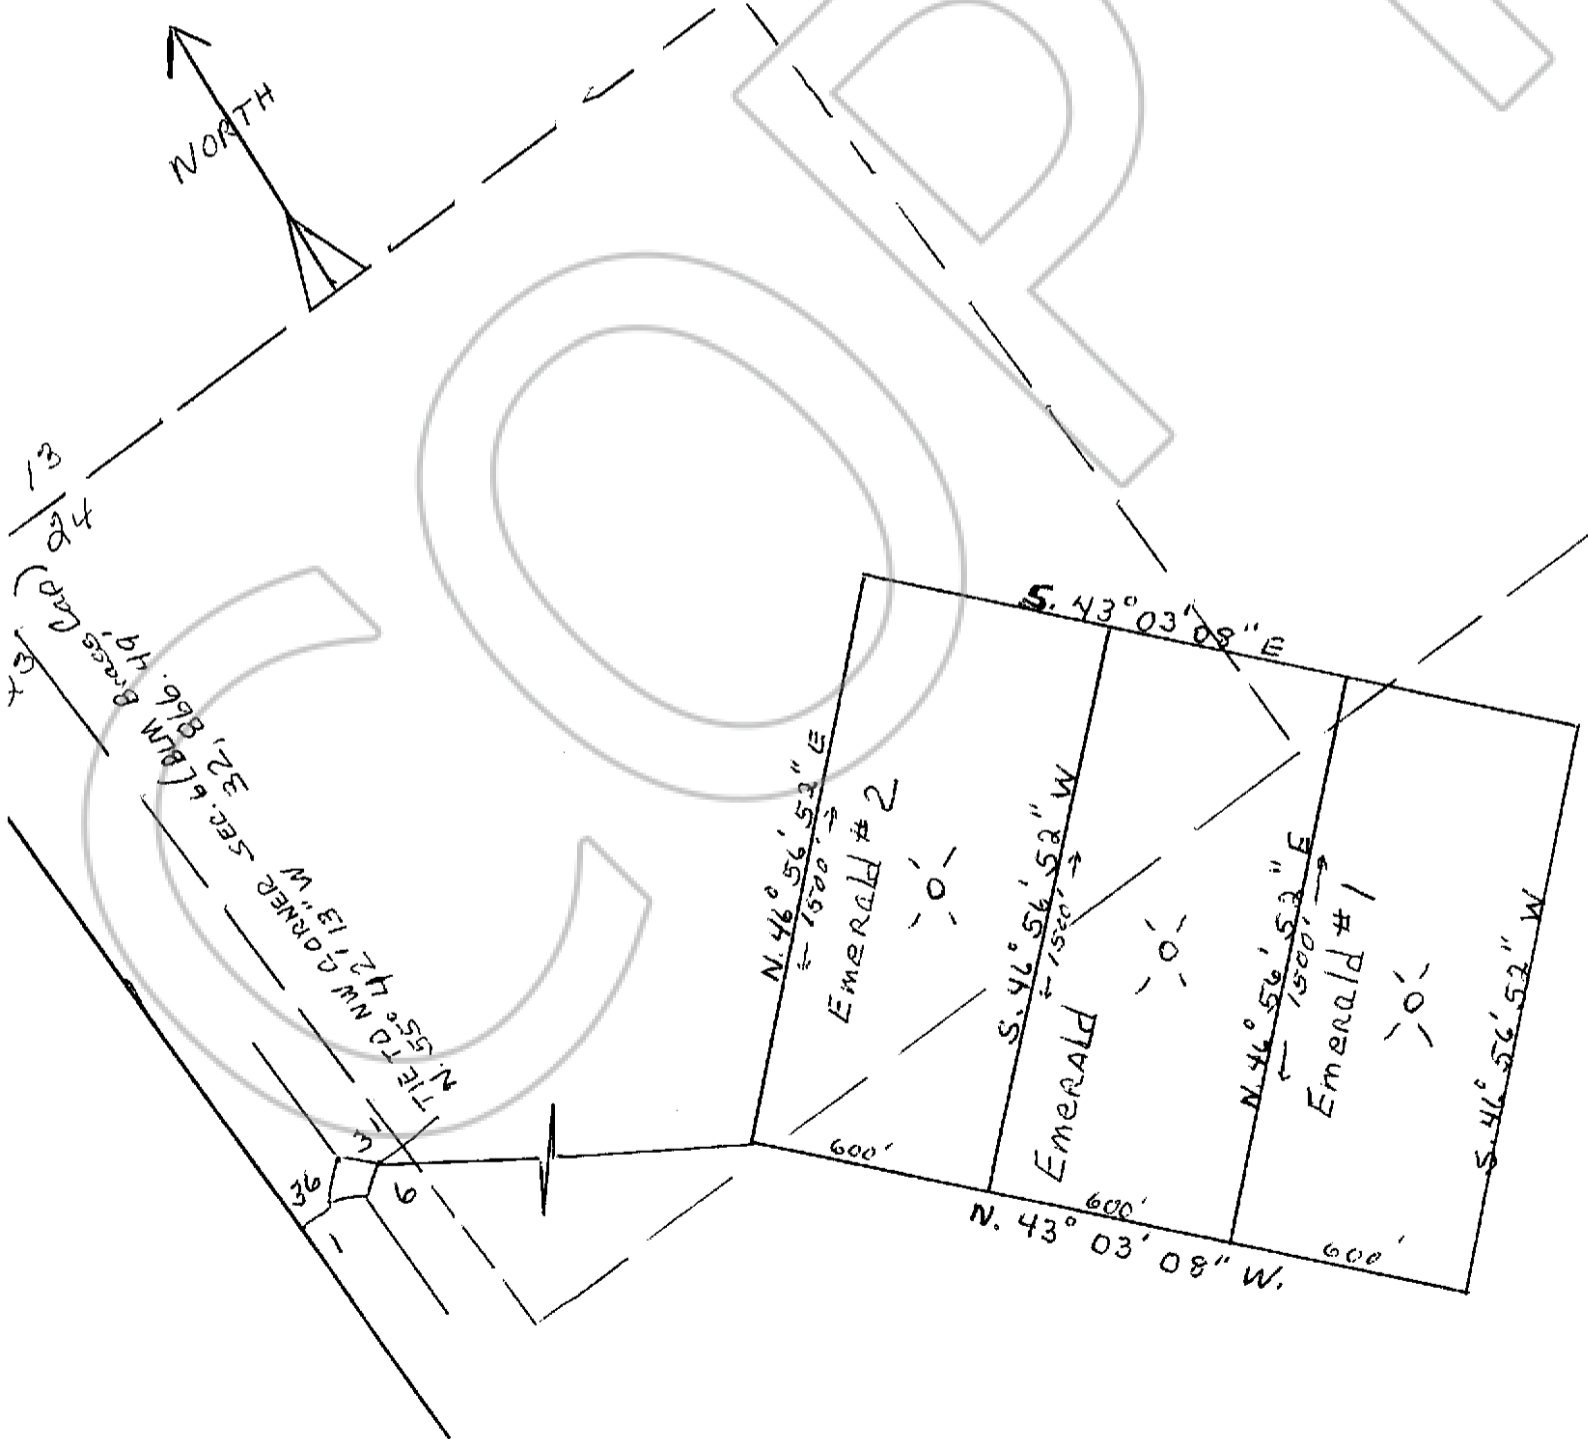 COP
NORTH
13
24
TIE TO NW CORNER SEC. 6 (BLM Brass Cap)
N. 55° 42' 13" W 32,866.49'
36
1
6
S. 43° 03' 08" E
N. 46° 56' 52" E
1500'
Emerald # 2
S. 46° 56' 52" W
1500'
Emerald
N. 46° 56' 52" E
1500'
Emerald # 1
S. 46° 56' 52" W
600'
600'
600'
N. 43° 03' 08" W.